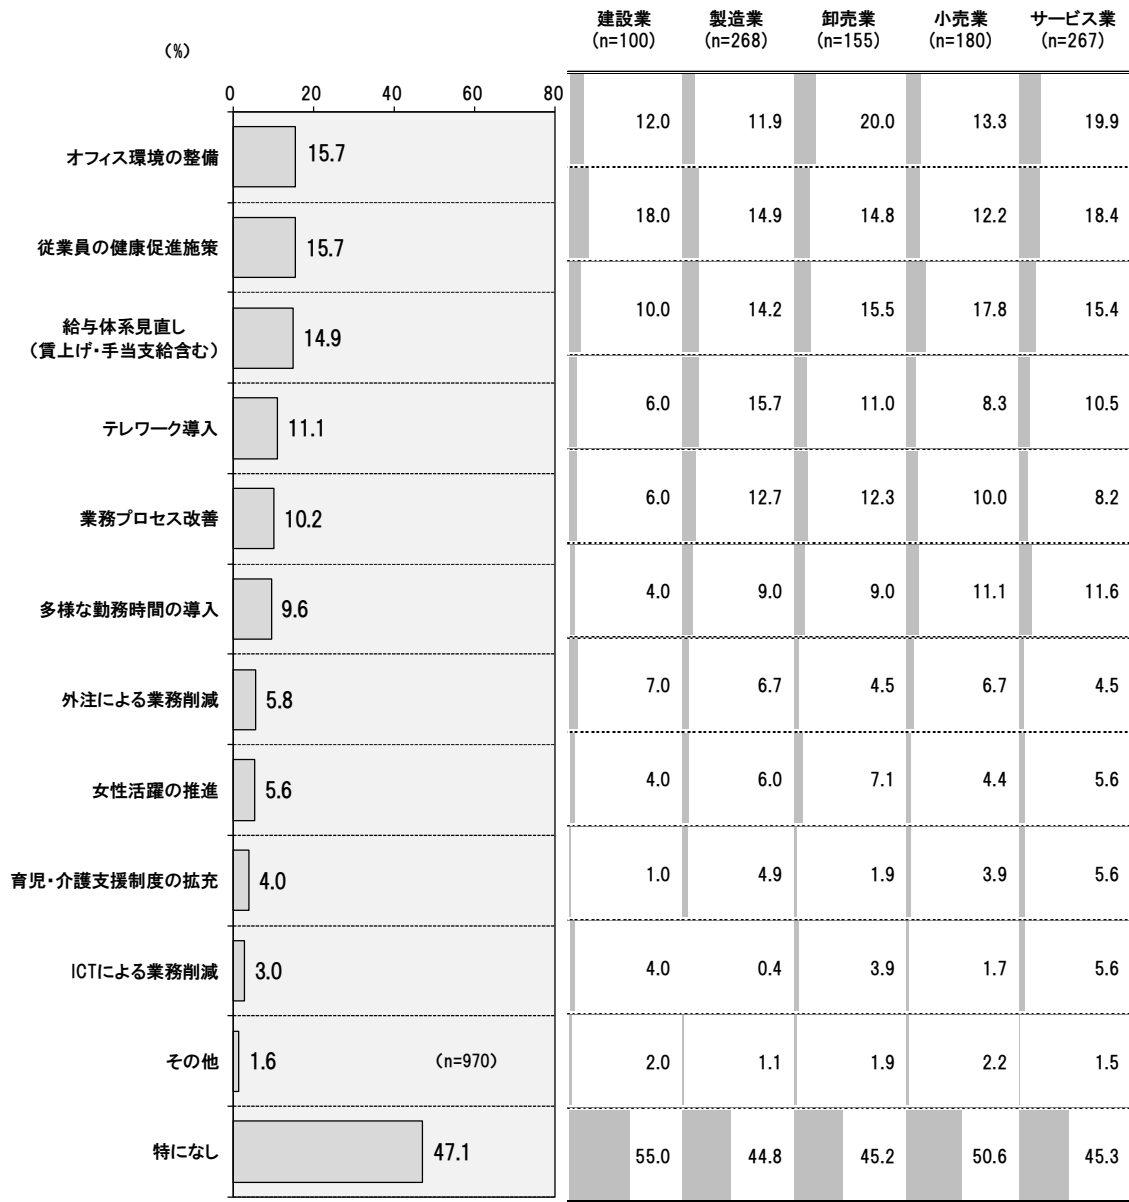 建設業 製造業 卸売業 小売業 サービス業
(n=100) (n=268) (n=155) (n=180) (n=267)
(%)
0 20 40 60 80
オフィス環境の整備 15.7 12.0 11.9 20.0 13.3 19.9
従業員の健康促進施策 15.7 18.0 14.9 14.8 12.2 18.4
給与体系見直し
（賃上げ・手当支給含む） 14.9 10.0 14.2 15.5 17.8 15.4
テレワーク導入 11.1 6.0 15.7 11.0 8.3 10.5
業務プロセス改善 10.2 6.0 12.7 12.3 10.0 8.2
多様な勤務時間の導入 9.6 4.0 9.0 9.0 11.1 11.6
外注による業務削減 5.8 7.0 6.7 4.5 6.7 4.5
女性活躍の推進 5.6 4.0 6.0 7.1 4.4 5.6
育児・介護支援制度の拡充 4.0 1.0 4.9 1.9 3.9 5.6
ICTによる業務削減 3.0 4.0 0.4 3.9 1.7 5.6
その他 1.6 (n=970) 2.0 1.1 1.9 2.2 1.5
特になし 47.1 55.0 44.8 45.2 50.6 45.3